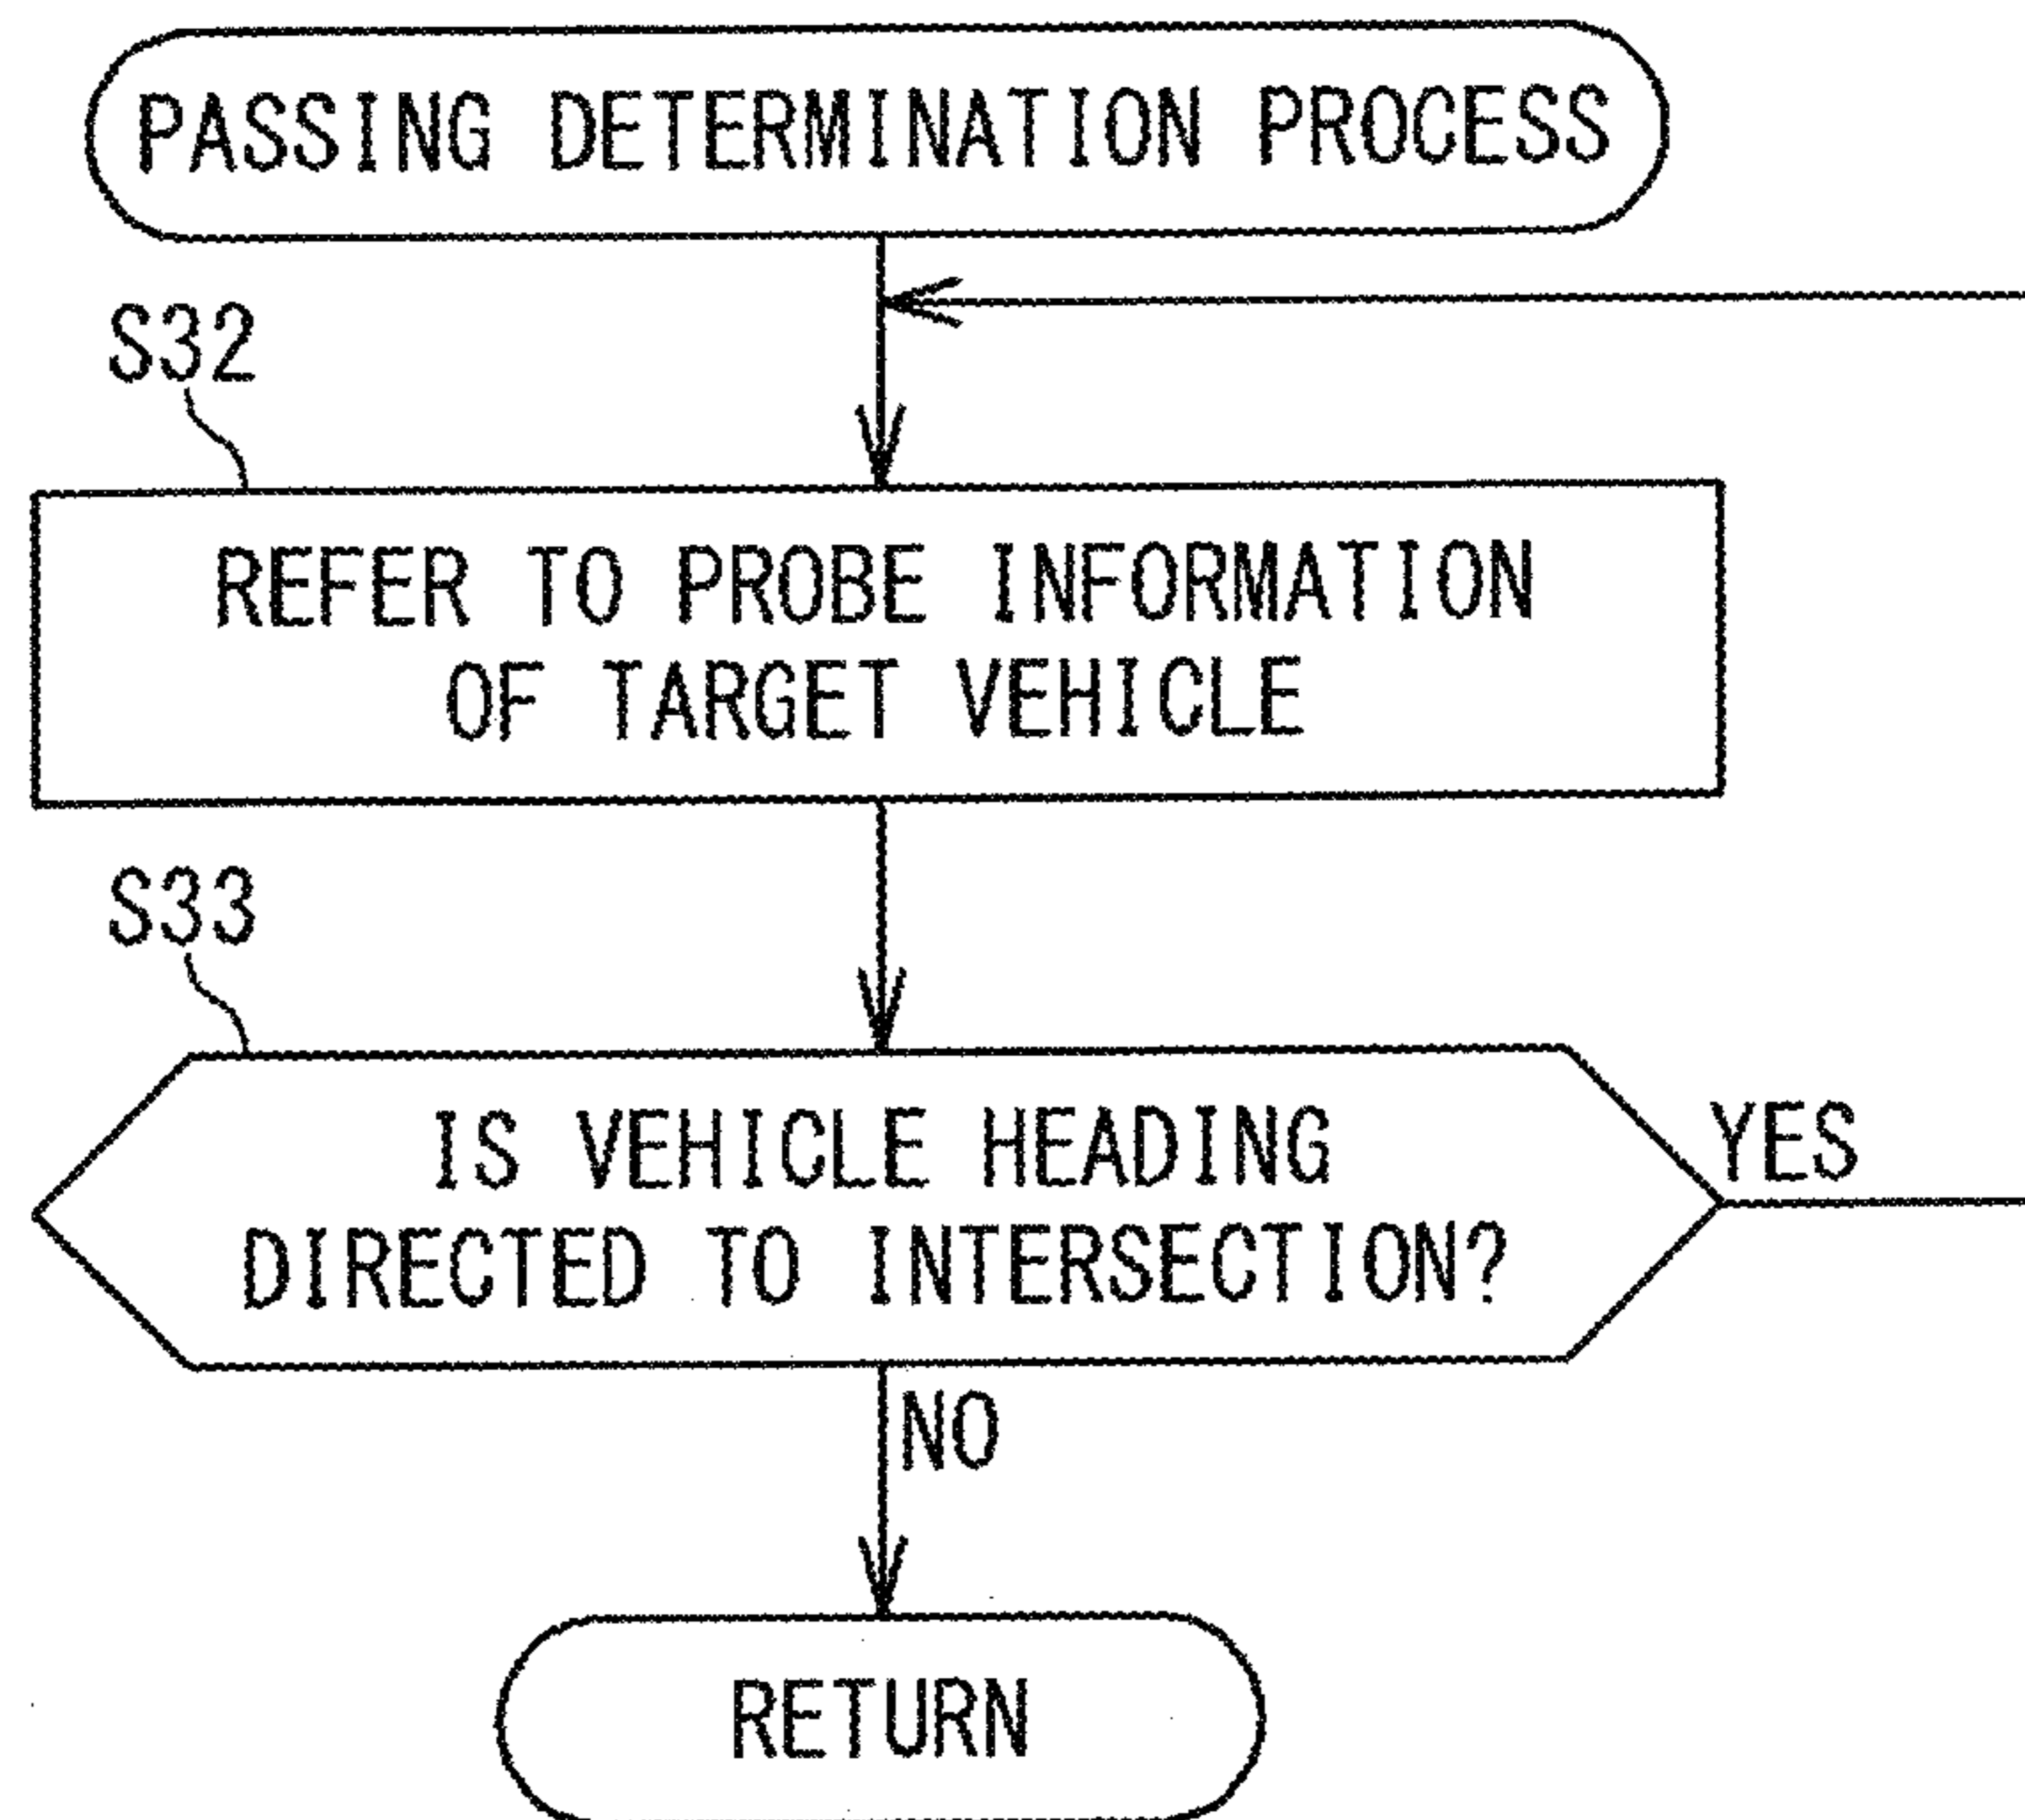 PASSING DETERMINATION PROCESS
S32
REFER TO PROBE INFORMATION
OF TARGET VEHICLE
S33
IS VEHICLE HEADING
DIRECTED TO INTERSECTION?
YES
NO
RETURN